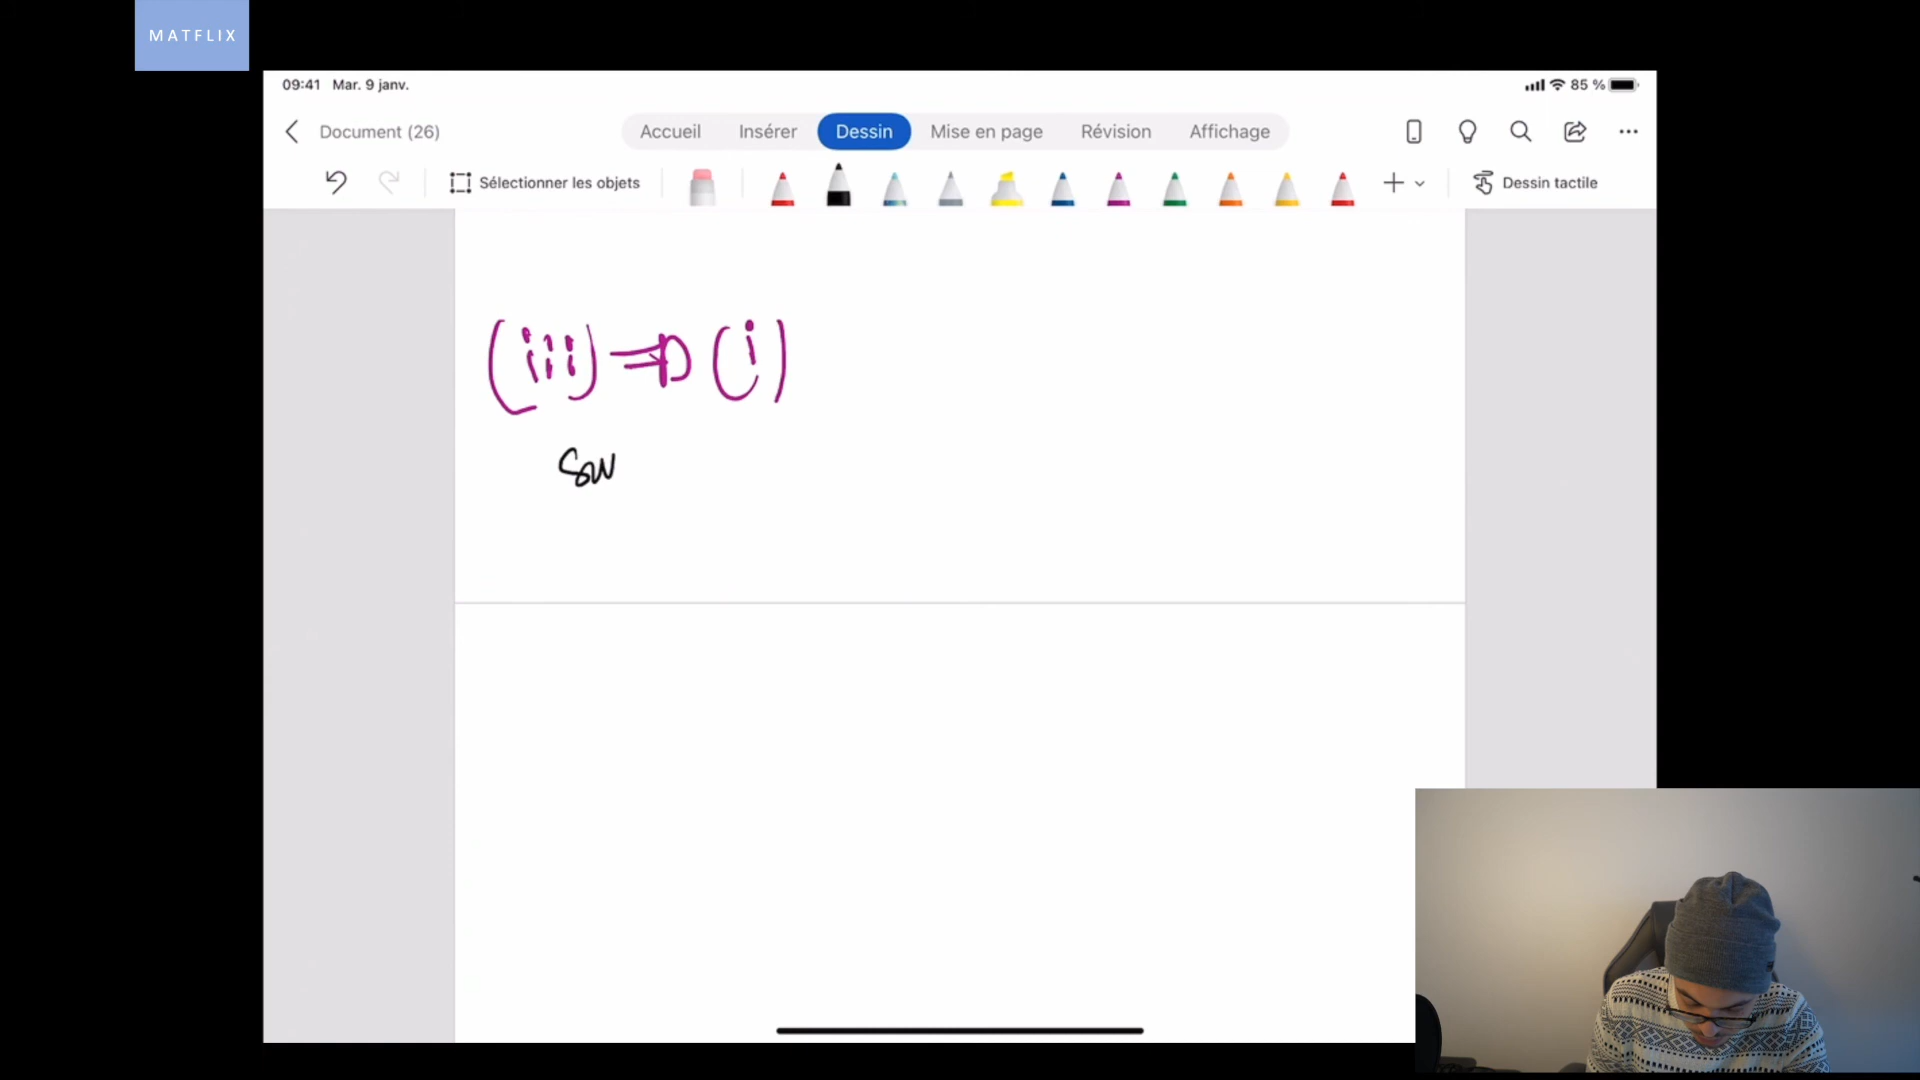 MATFLIX
09:41 Mar. 9 janv. 85 %
Document (26) Accueil Insérer Dessin Mise en page Révision Affichage
Sélectionner les objets Dessin tactile
(iii) ⇒ (i)